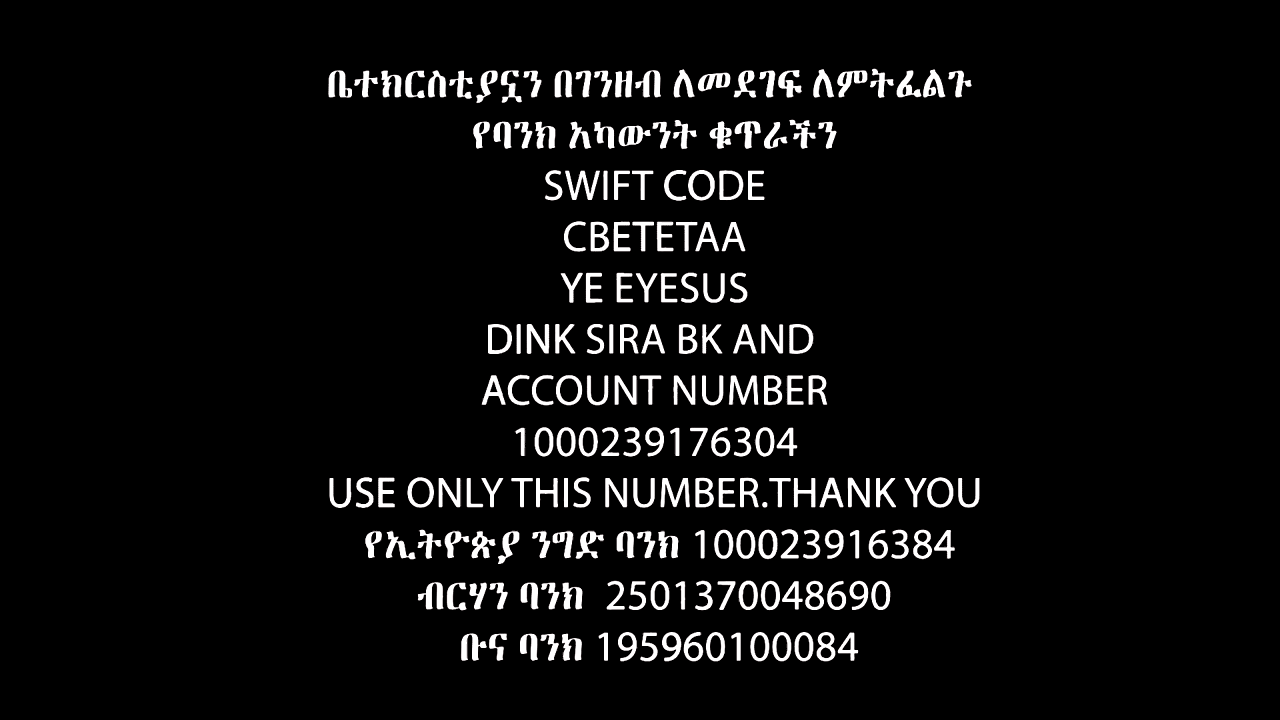 ቤተክርስቲያኗን በገንዘብ ለመደገፍ ለምትፈልጉ
የባንክ አካውንት ቁጥራችን
SWIFT CODE
CBETETAA
YE EYESUS
DINK SIRA BK AND
ACCOUNT NUMBER
1000239176304
USE ONLY THIS NUMBER.THANK YOU
የኢትዮጵያ ንግድ ባንክ 100023916384
ብርሃን ባንክ 2501370048690
ቡና ባንክ 195960100084